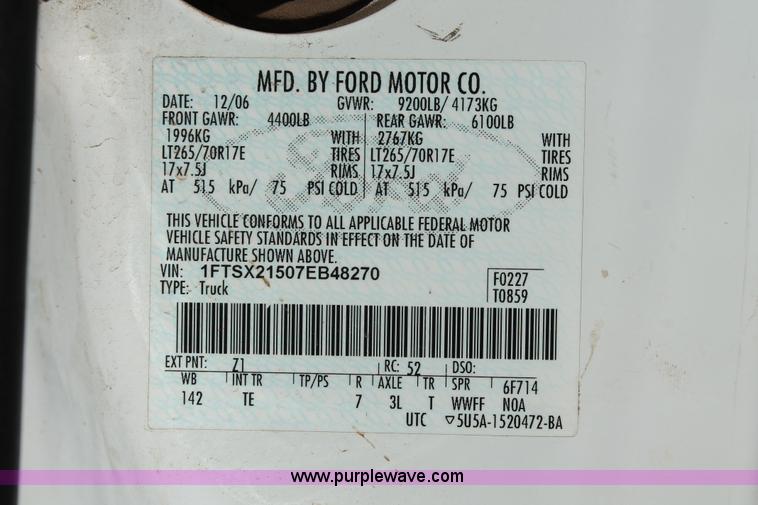 MFD. BY FORD MOTOR CO.
DATE: 12/06 GVWR: 9200LB/ 4173KG
FRONT GAWR: 4400LB REAR GAWR: 6100LB
1996KG WITH 2767KG WITH
LT265/70R17E TIRES LT265/70R17E TIRES
17x7.5J RIMS 17x7.5J RIMS
AT 515 kPa/ 75 PSI COLD AT 515 kPa/ 75 PSI COLD
Ford
THIS VEHICLE CONFORMS TO ALL APPLICABLE FEDERAL MOTOR
VEHICLE SAFETY STANDARDS IN EFFECT ON THE DATE OF
MANUFACTURE SHOWN ABOVE.
VIN: 1FTSX21507EB48270 F0227
TYPE: Truck T0859
EXT PNT: Z1 RC: 52 DSO:
WB INT TR TP/PS R AXLE TR SPR 6F714
142 TE 7 3L T WWFF NOA
UTC ▽5U5A-1520472-BA
www.purplewave.com